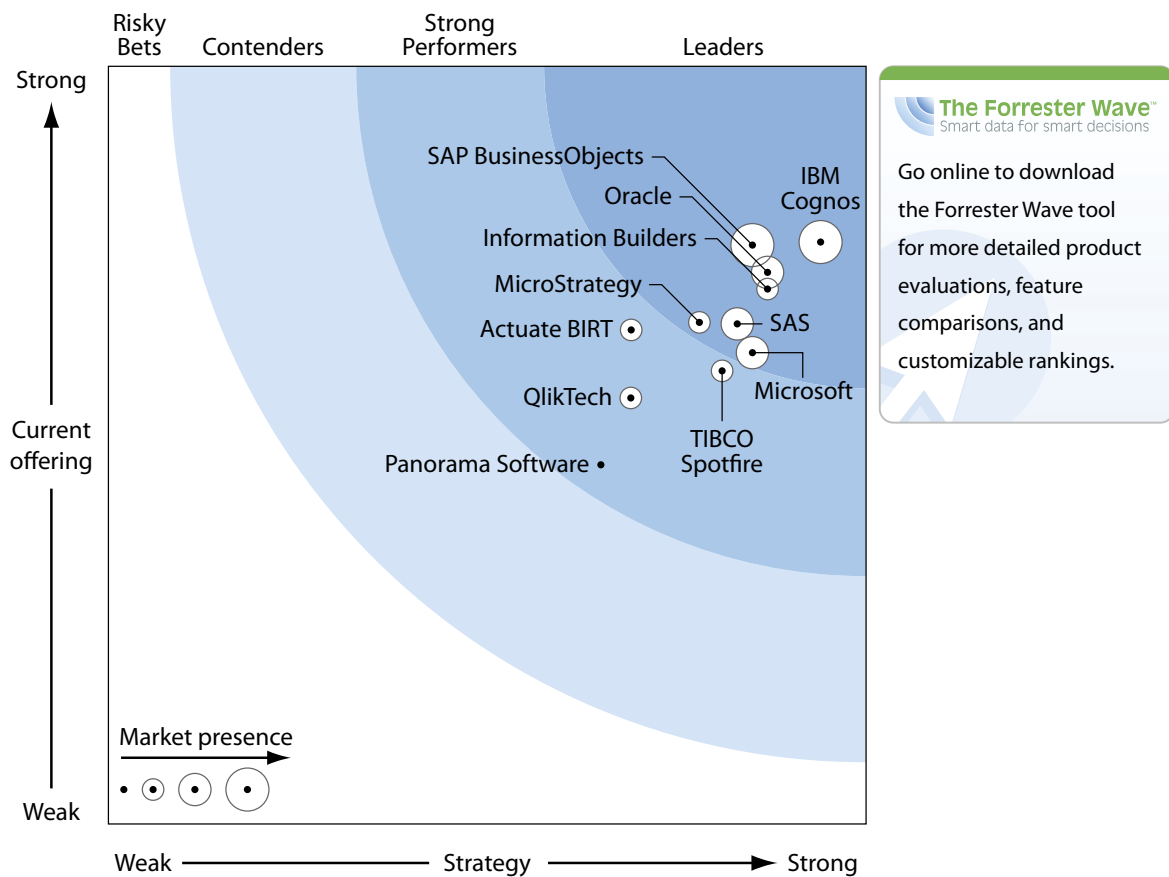 Risky
Bets
Contenders
Strong
Performers
Leaders
Strong
Current
offering
Weak
SAP BusinessObjects
IBM
Cognos
Oracle
Information Builders
MicroStrategy
SAS
Actuate BIRT
Microsoft
QlikTech
TIBCO
Spotfire
Panorama Software
Market presence
Weak
Strategy
Strong
The Forrester Wave™
Smart data for smart decisions
Go online to download
the Forrester Wave tool
for more detailed product
evaluations, feature
comparisons, and
customizable rankings.